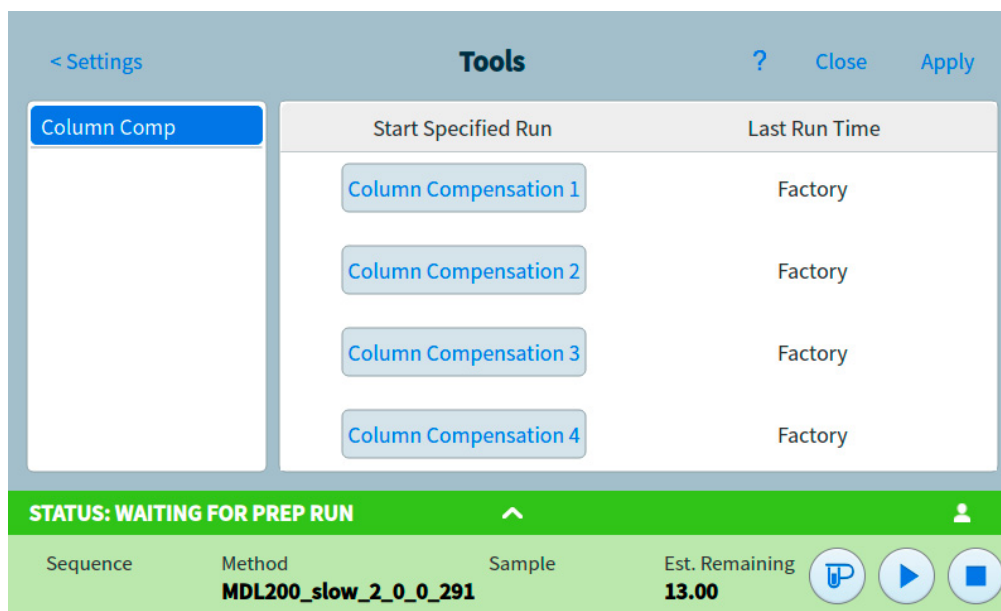 < Settings Tools ? Close Apply
Column Comp
Start Specified Run Last Run Time
Column Compensation 1 Factory
Column Compensation 2 Factory
Column Compensation 3 Factory
Column Compensation 4 Factory
STATUS: WAITING FOR PREP RUN
Sequence Method Sample Est. Remaining
MDL200_slow_2_0_0_291 13.00